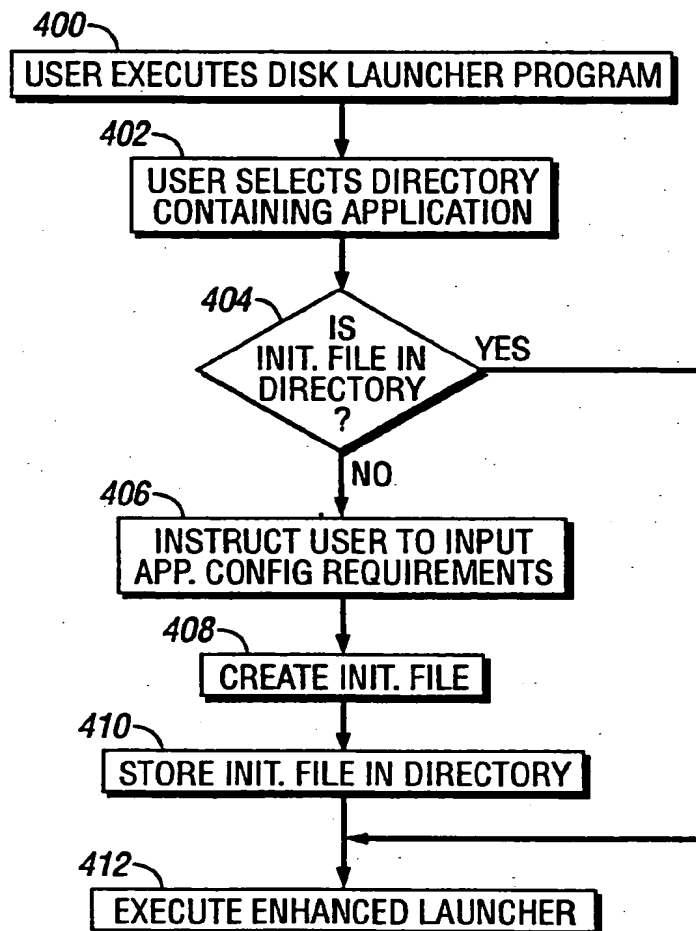 400
USER EXECUTES DISK LAUNCHER PROGRAM
402
USER SELECTS DIRECTORY
CONTAINING APPLICATION
404
IS
INIT. FILE IN
DIRECTORY
?
YES
NO
406
INSTRUCT USER TO INPUT
APP. CONFIG REQUIREMENTS
408
CREATE INIT. FILE
410
STORE INIT. FILE IN DIRECTORY
412
EXECUTE ENHANCED LAUNCHER